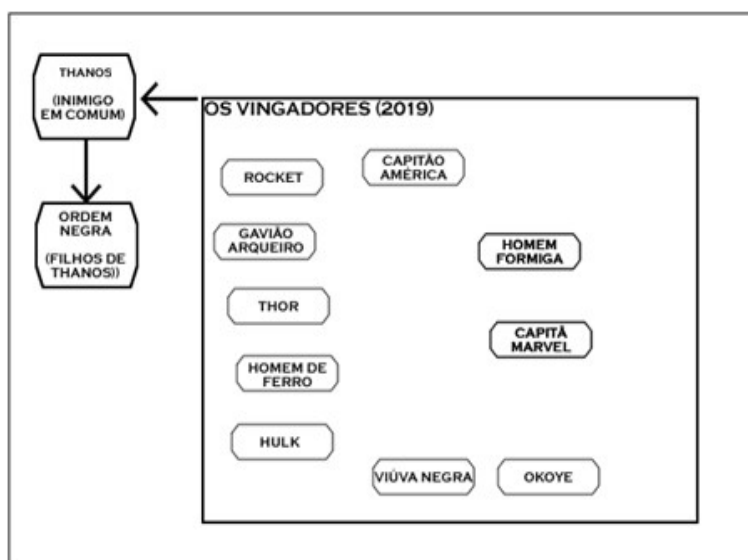 THANOS
(INIMIGO
EM COMUM)
ORDEM
NEGRA
(FILHOS DE
THANOS))
OS VINGADORES (2019)
ROCKET
CAPITÃO
AMÉRICA
GAVIÃO
ARQUEIRO
HOMEM
FORMIGA
THOR
CAPITÃ
MARVEL
HOMEM DE
FERRO
HULK
VIÚVA NEGRA
OKOYE